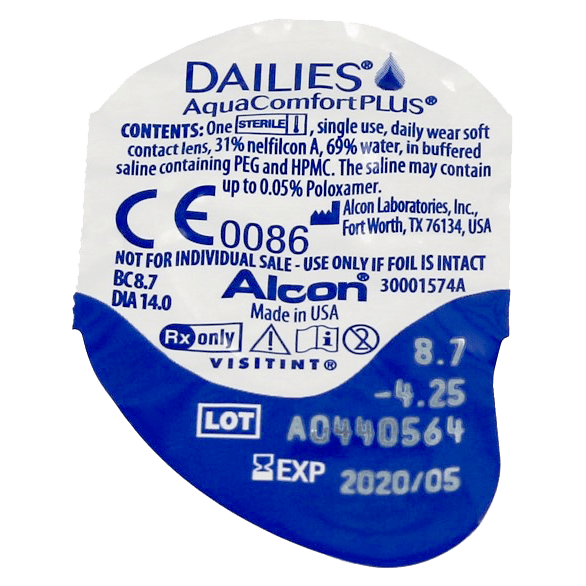 DAILIES®
AquaComfortPLUS®
CONTENTS: One STERILE , single use, daily wear soft
contact lens, 31% nelfilcon A, 69% water, in buffered
saline containing PEG and HPMC. The saline may contain
up to 0.05% Poloxamer.
CE 0086
Alcon Laboratories, Inc.,
Fort Worth, TX 76134, USA
NOT FOR INDIVIDUAL SALE - USE ONLY IF FOIL IS INTACT
BC 8.7
DIA 14.0
Alcon® 30001574A
Made in USA
Rx only
VISITINT®
8.7
-4.25
LOT A0440564
EXP 2020/05